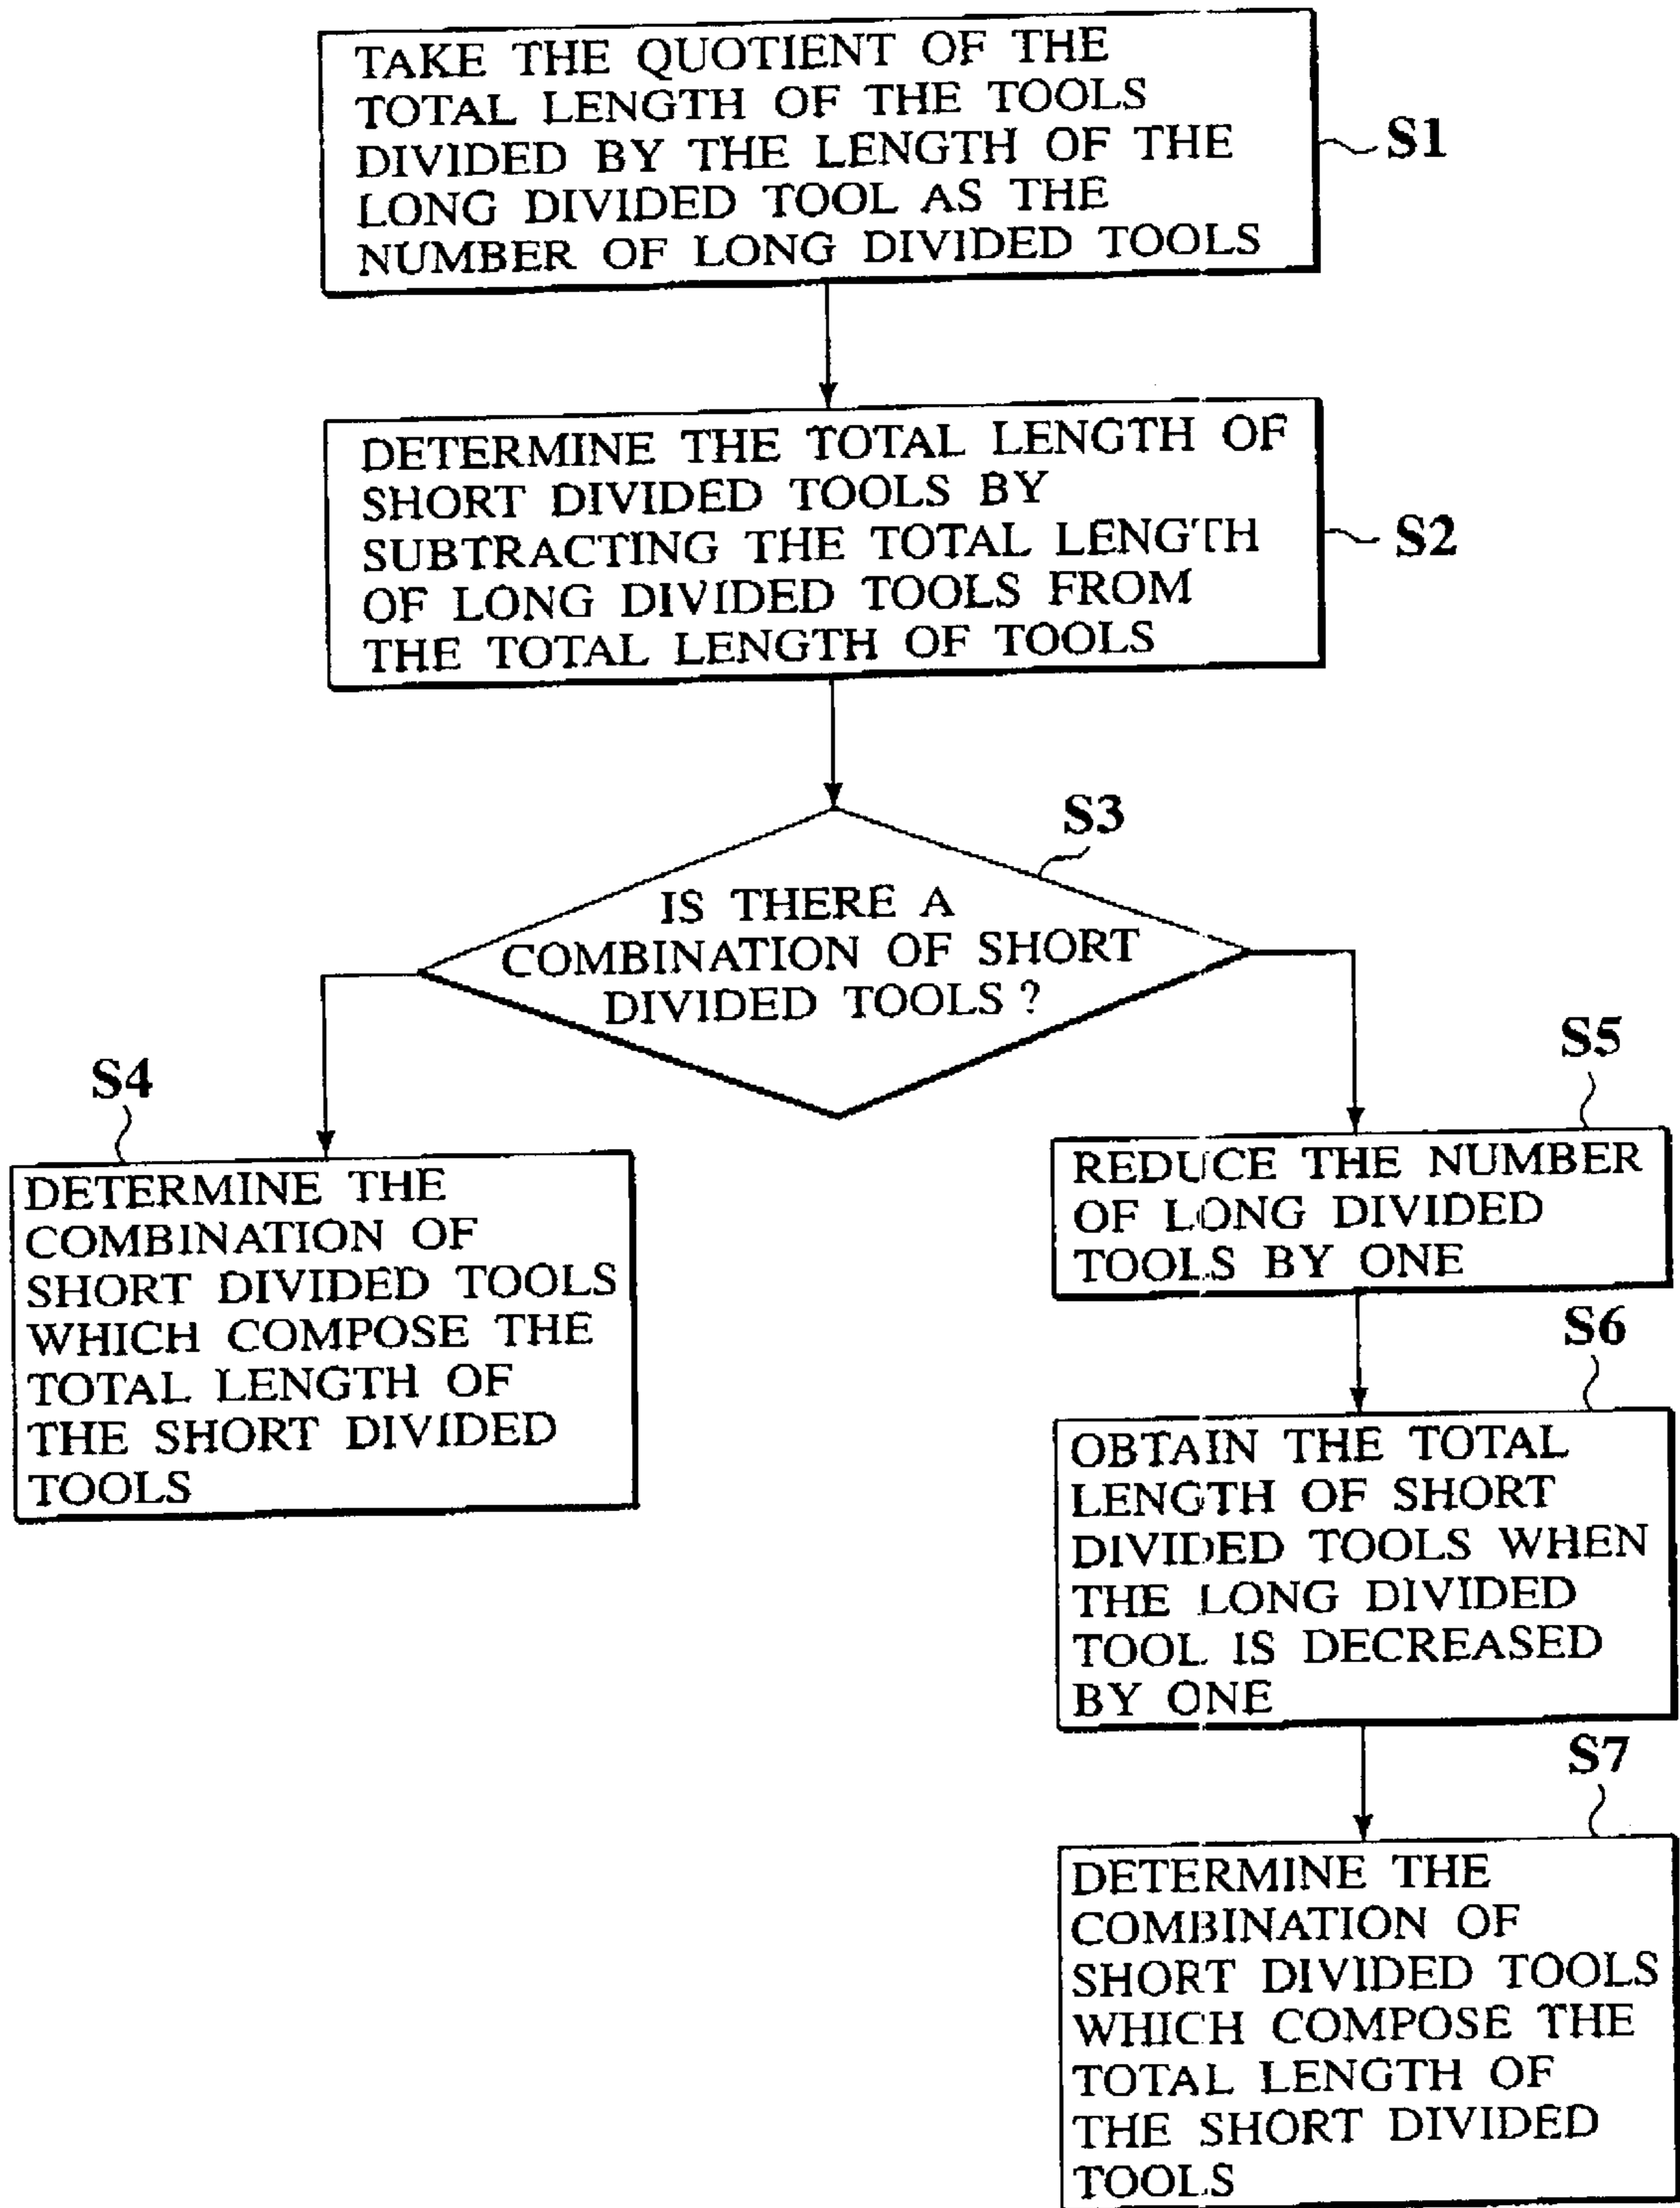 TAKE THE QUOTIENT OF THE
TOTAL LENGTH OF THE TOOLS
DIVIDED BY THE LENGTH OF THE
LONG DIVIDED TOOL AS THE
NUMBER OF LONG DIVIDED TOOLS
S1
DETERMINE THE TOTAL LENGTH OF
SHORT DIVIDED TOOLS BY
SUBTRACTING THE TOTAL LENGTH
OF LONG DIVIDED TOOLS FROM
THE TOTAL LENGTH OF TOOLS
S2
S3
IS THERE A
COMBINATION OF SHORT
DIVIDED TOOLS ?
S4
DETERMINE THE
COMBINATION OF
SHORT DIVIDED TOOLS
WHICH COMPOSE THE
TOTAL LENGTH OF
THE SHORT DIVIDED
TOOLS
S5
REDUCE THE NUMBER
OF LONG DIVIDED
TOOLS BY ONE
S6
OBTAIN THE TOTAL
LENGTH OF SHORT
DIVIDED TOOLS WHEN
THE LONG DIVIDED
TOOL IS DECREASED
BY ONE
S7
DETERMINE THE
COMBINATION OF
SHORT DIVIDED TOOLS
WHICH COMPOSE THE
TOTAL LENGTH OF
THE SHORT DIVIDED
TOOLS